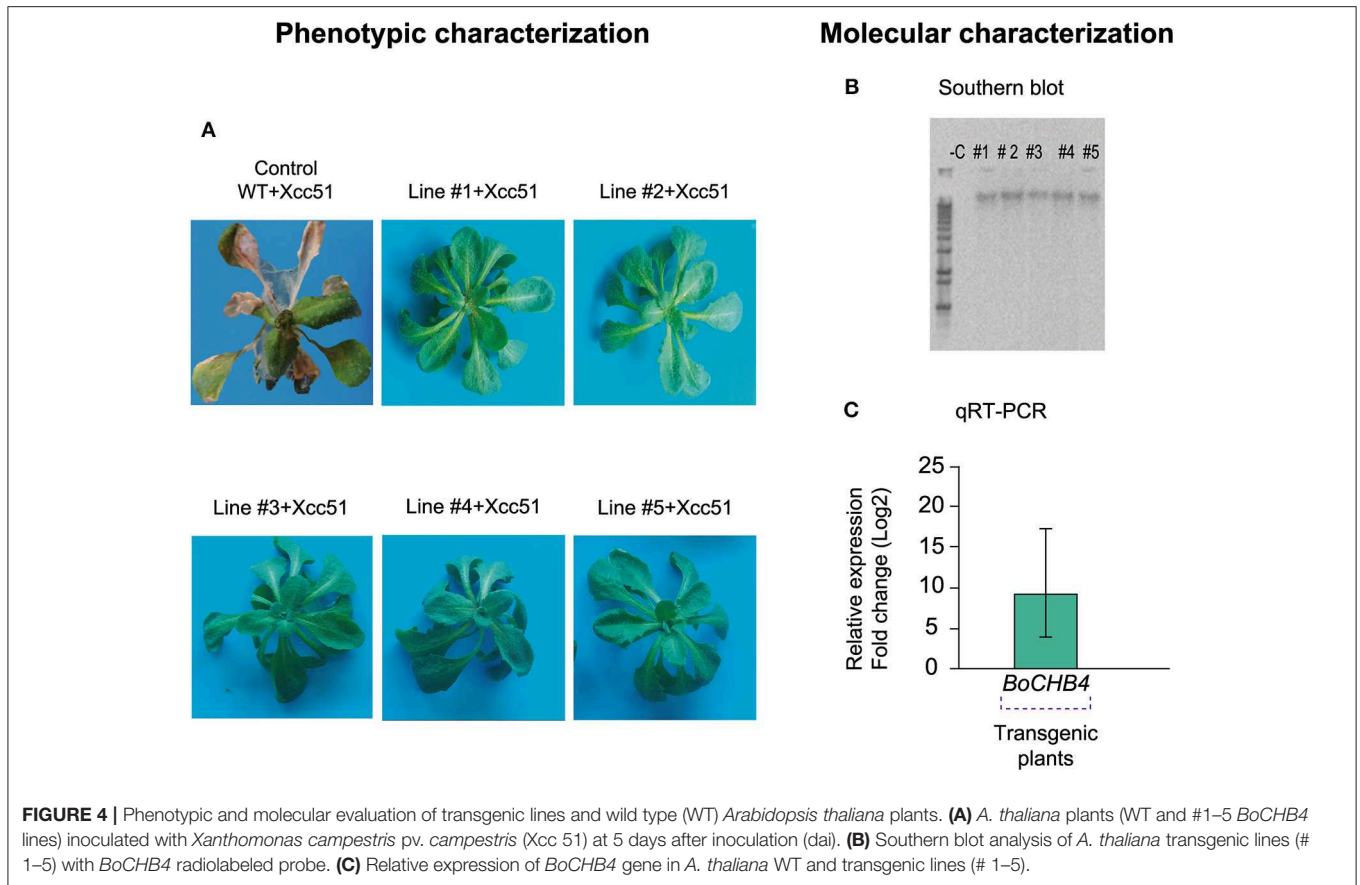 Phenotypic characterization
Molecular characterization
A
Control
WT+Xcc51
Line #1+Xcc51
Line #2+Xcc51
Line #3+Xcc51
Line #4+Xcc51
Line #5+Xcc51
B
Southern blot
-C #1 # 2 #3 #4 #5
C
qRT-PCR
Relative expression
Fold change (Log2)
25
20
15
10
5
0
BoCHB4
Transgenic
plants
FIGURE 4 | Phenotypic and molecular evaluation of transgenic lines and wild type (WT) Arabidopsis thaliana plants. (A) A. thaliana plants (WT and #1–5 BoCHB4
lines) inoculated with Xanthomonas campestris pv. campestris (Xcc 51) at 5 days after inoculation (dai). (B) Southern blot analysis of A. thaliana transgenic lines (#
1–5) with BoCHB4 radiolabeled probe. (C) Relative expression of BoCHB4 gene in A. thaliana WT and transgenic lines (# 1–5).